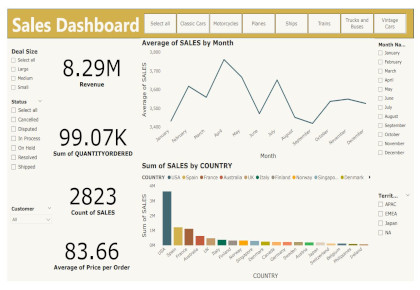 Sales Dashboard
Select all
Classic Cars
Motorcycles
Planes
Ships
Trains
Trucks and Buses
Vintage Cars
Deal Size
Select all
Large
Medium
Small
Status
Select all
Cancelled
Disputed
In Process
On Hold
Resolved
Shipped
Customer
All
8.29M
Revenue
99.07K
Sum of QUANTITYORDERED
2823
Count of SALES
83.66
Average of Price per Order
Average of SALES by Month
Average of SALES
3,800
3,700
3,600
3,500
3,400
January
February
March
April
May
June
July
August
September
October
November
December
Month
Sum of SALES by COUNTRY
COUNTRY USA Spain France Australia UK Italy Finland Norway Singapo... Denmark
Sum of SALES
4M
3M
2M
1M
0M
USA
Spain
France
Australia
UK
Italy
Finland
Norway
Singapore
Denmark
Canada
Germany
Sweden
Austria
Japan
Switzerland
Belgium
Philippines
Ireland
COUNTRY
Month Na...
January
February
March
April
May
June
July
August
September
October
November
December
Territ...
APAC
EMEA
Japan
NA